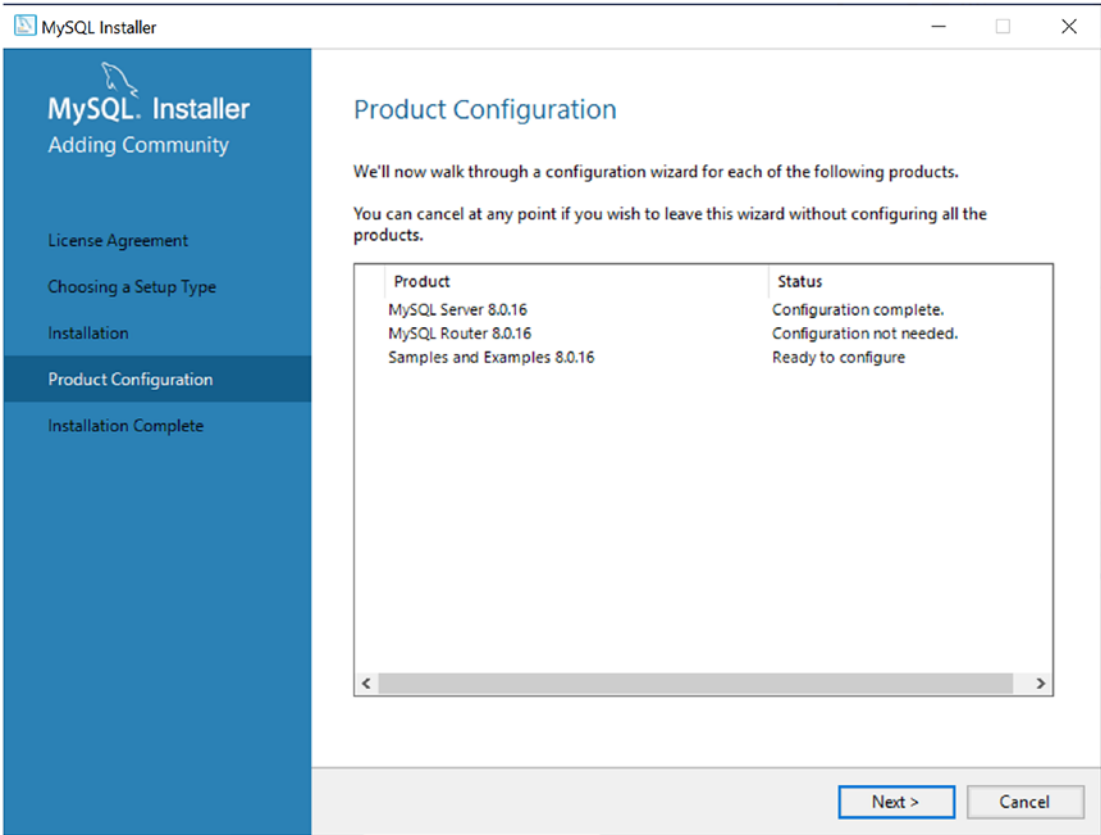 MySQL Installer
MySQL. Installer
Adding Community
License Agreement
Choosing a Setup Type
Installation
Product Configuration
Installation Complete
Product Configuration
We'll now walk through a configuration wizard for each of the following products.
You can cancel at any point if you wish to leave this wizard without configuring all the
products.
Product Status
MySQL Server 8.0.16 Configuration complete.
MySQL Router 8.0.16 Configuration not needed.
Samples and Examples 8.0.16 Ready to configure
Next > Cancel